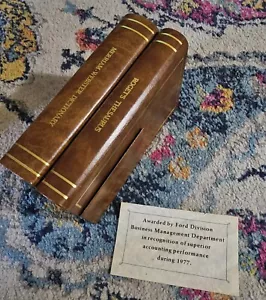 MERRIAM WEBSTER DICTIONARY
ROGETS THESAURUS
Awarded by Ford Division
Business Management Department
in recognition of superior
accounting performance
during 1977.